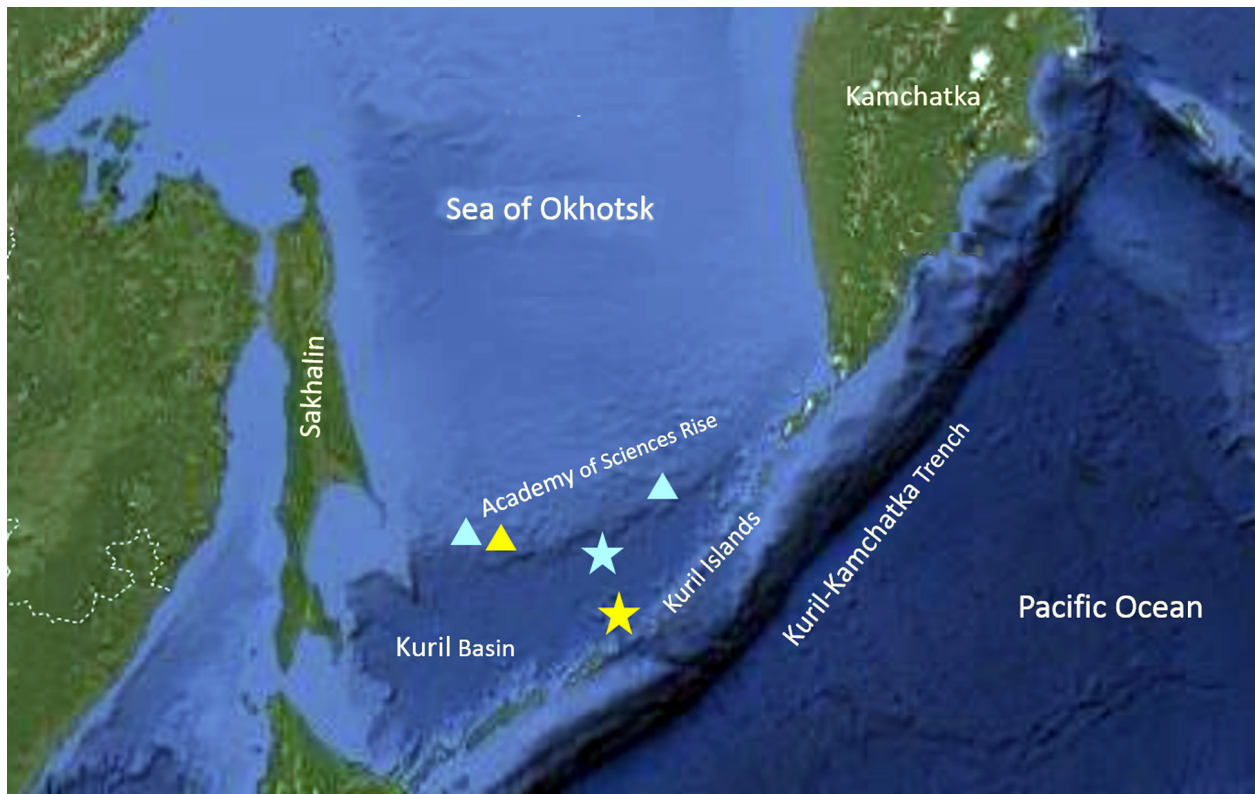 Kamchatka
Sea of Okhotsk
Sakhalin
Academy of Sciences Rise
Kuril Islands
Kuril-Kamchatka Trench
Pacific Ocean
Kuril Basin